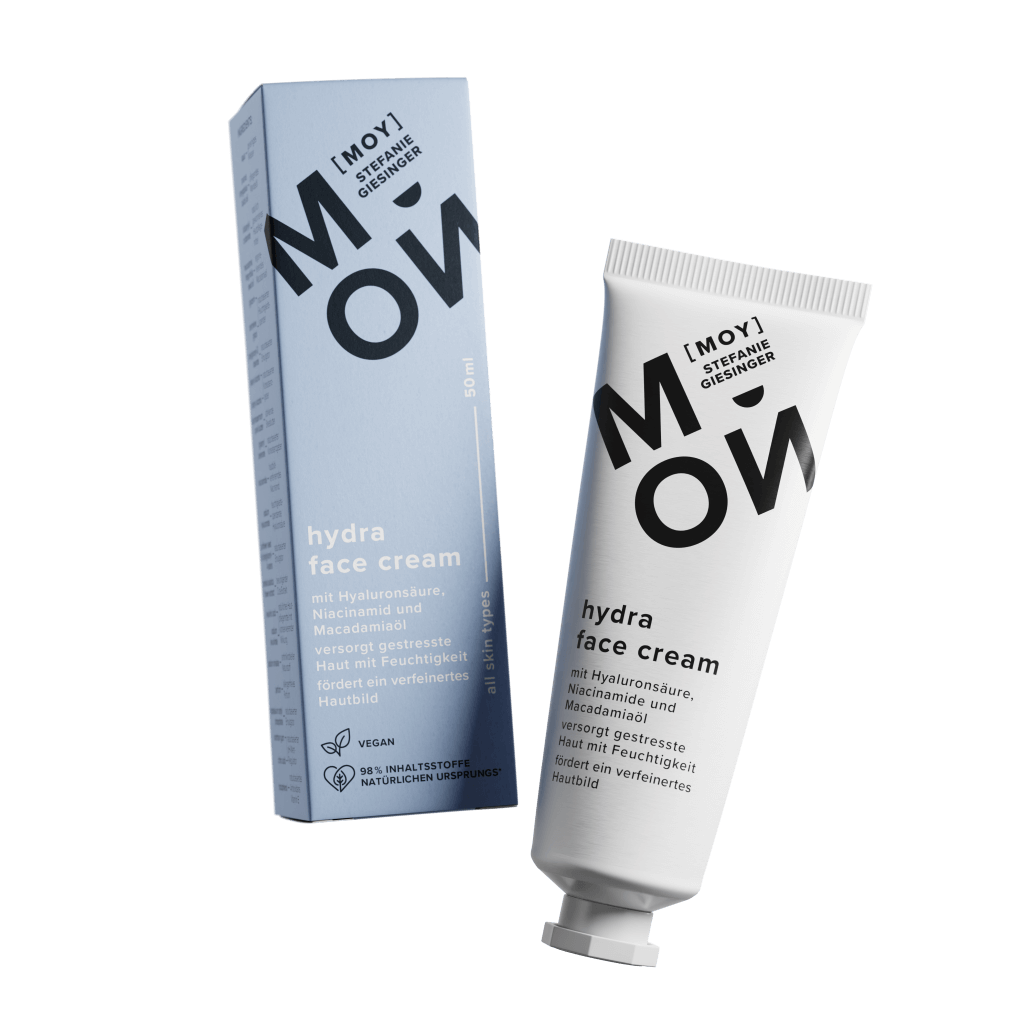 [MOY]
STEFANIE
GIESINGER
MOY
50ml
all skin types
hydra
face cream
mit Hyaluronsäure,
Niacinamid und
Macadamiaöl
versorgt gestresste
Haut mit Feuchtigkeit
fördert ein verfeinertes
Hautbild
VEGAN
98% INHALTSSTOFFE
NATÜRLICHEN URSPRUNGS*
[MOY]
STEFANIE
GIESINGER
MOY
hydra
face cream
mit Hyaluronsäure,
Niacinamide und
Macadamiaöl
versorgt gestresste
Haut mit Feuchtigkeit
fördert ein verfeinertes
Hautbild